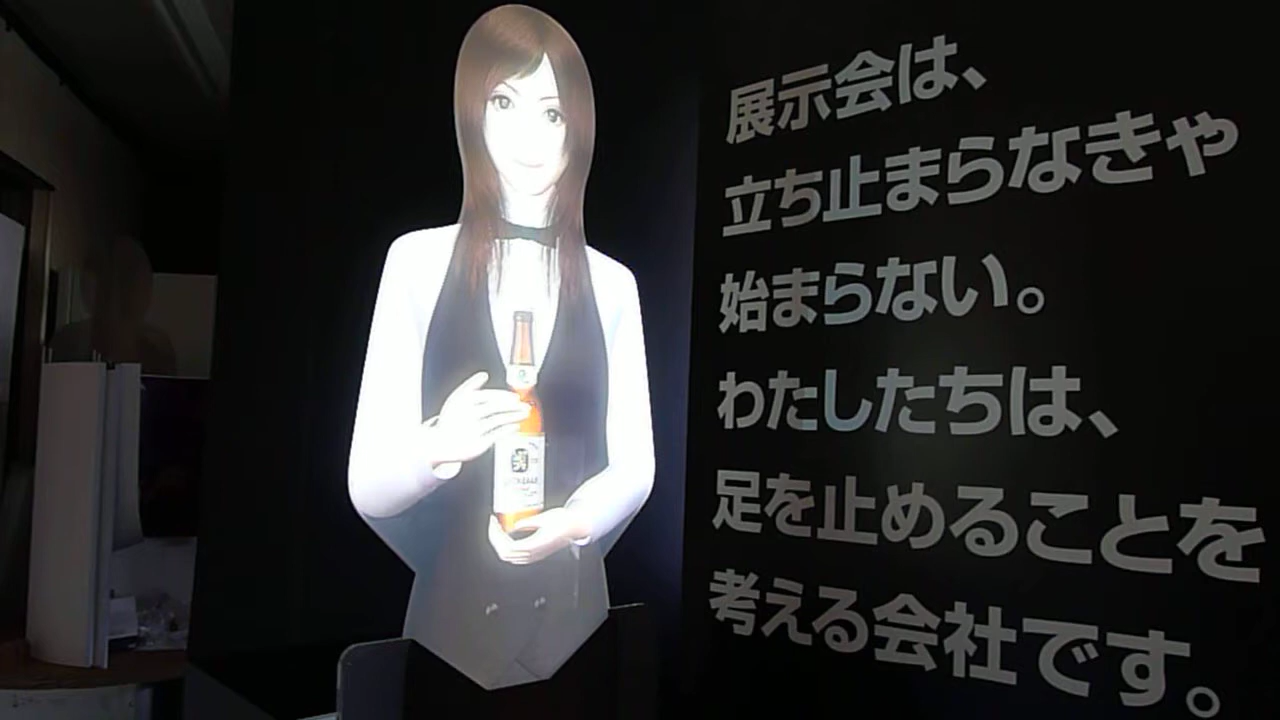 展示会は、
立ち止まらなきゃ
始まらない。
わたしたちは、
足を止めることを
考える会社です。